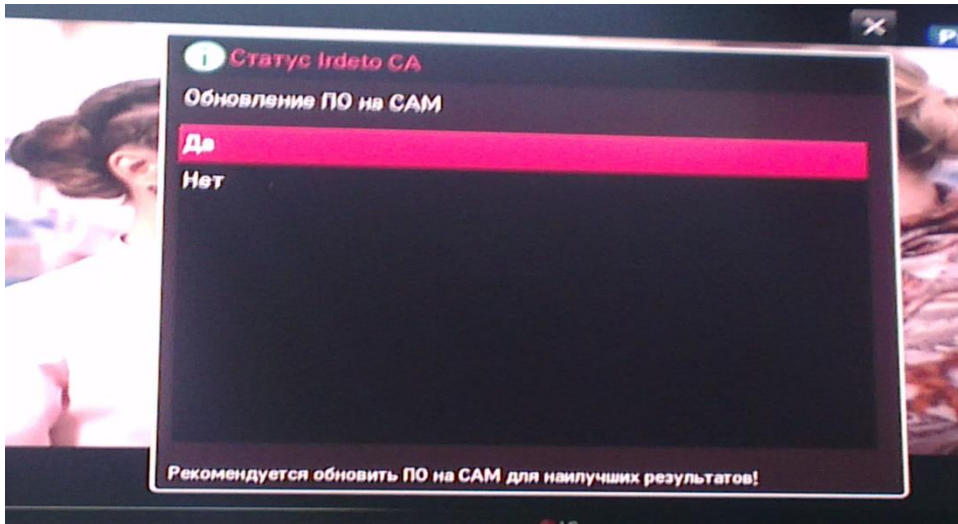 Статус Irdeto CA
Обновление ПО на CAM
Да
Нет
Рекомендуется обновить ПО на CAM для наилучших результатов!